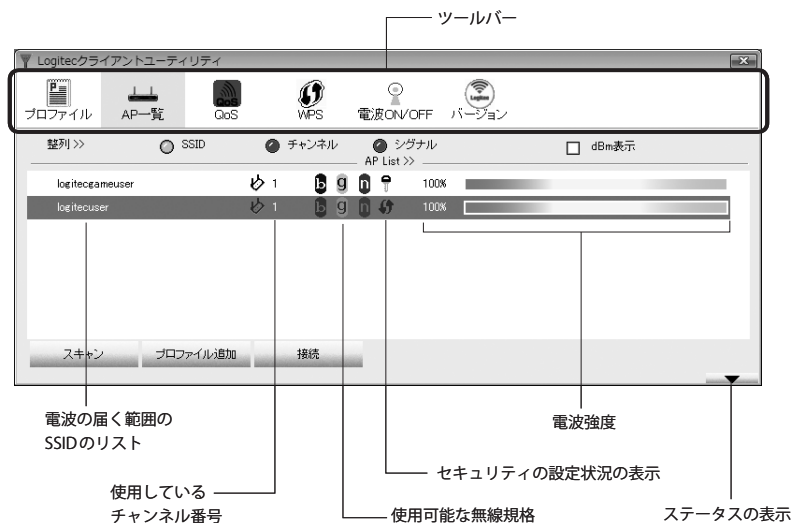 ツールバー
Logitecクライアントユーティリティ
QoS
Logitec
プロファイル AP一覧 QoS WPS 電波ON/OFF バージョン
整列 >> SSID チャンネル シグナル dBm表示
AP List >>
logitecgameuser 1 b g n 100%
logitecuser 1 b g n 100%
スキャン プロファイル追加 接続
電波の届く範囲の
SSIDのリスト
電波強度
セキュリティの設定状況の表示
使用している
チャンネル番号
使用可能な無線規格
ステータスの表示